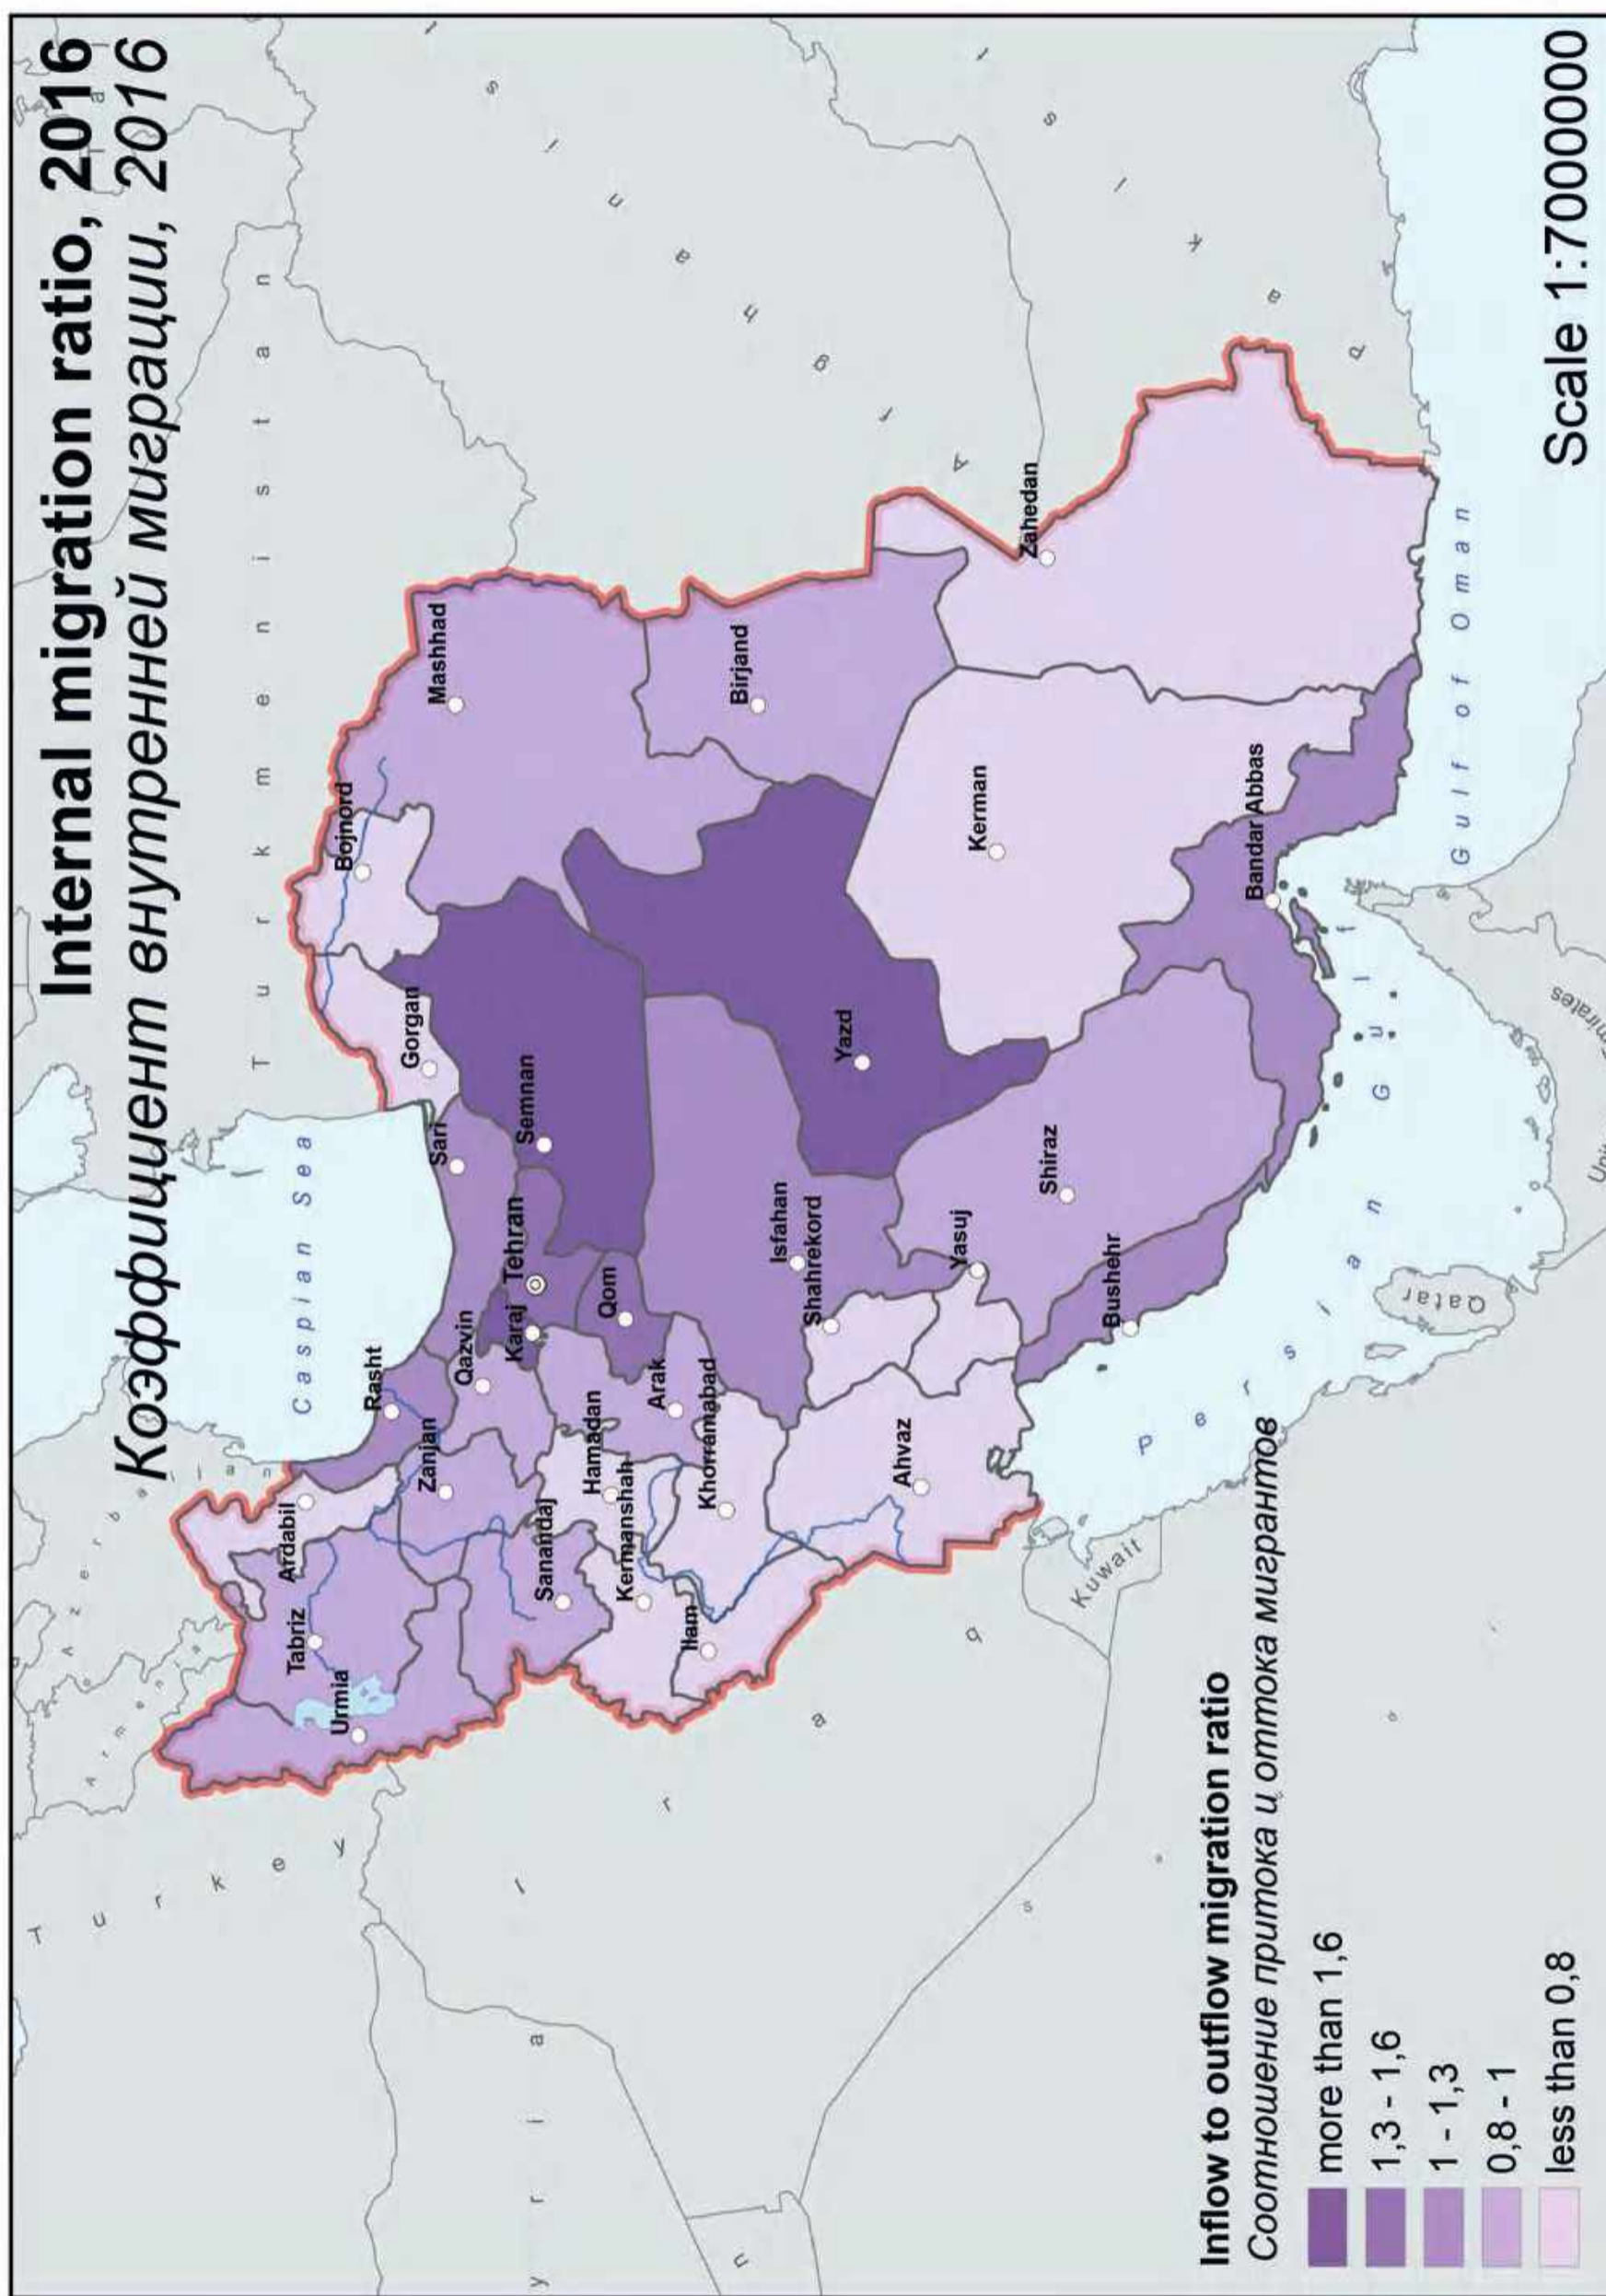 Internal migration ratio, 2016
Коэффициент внутренней миграции, 2016
Turkmenistan
Afghanistan
Pakistan
Turkey
Armenia
Iraq
Kuwait
Qatar
Caspian Sea
Persian Gulf
Gulf of Oman
Tabriz
Urmia
Ardabil
Rasht
Zanjan
Qazvin
Karaj
Tehran
Sari
Gorgan
Bojnord
Mashhad
Semnan
Qom
Sanandaj
Hamadan
Kermanshah
Arak
Khorramabad
Ilam
Isfahan
Shahrekord
Yazd
Birjand
Ahvaz
Yasuj
Shiraz
Kerman
Zahedan
Bushehr
Bandar Abbas
Inflow to outflow migration ratio
Соотношение притока и оттока мигрантов
more than 1,6
1,3 - 1,6
1 - 1,3
0,8 - 1
less than 0,8
Scale 1:7000000